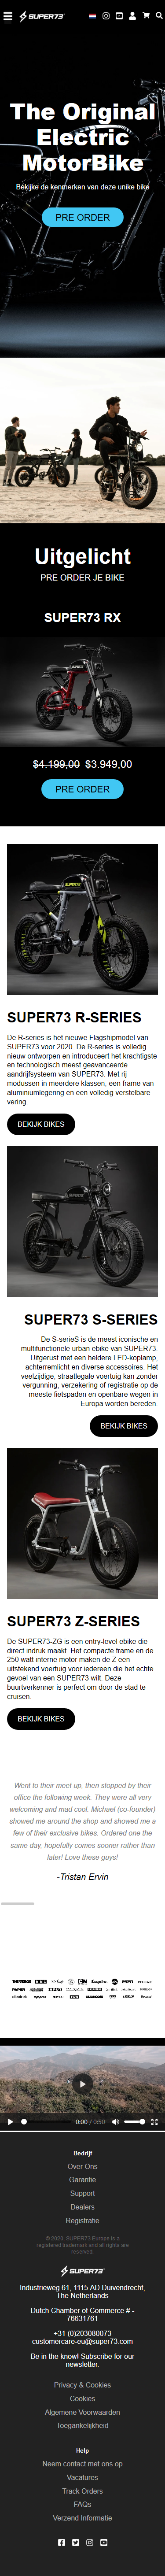 SUPER73
The Original
Electric
MotorBike
Bekijke de kenmerken van deze unike bike
PRE ORDER
Uitgelicht
PRE ORDER JE BIKE
SUPER73 RX
$4.199,00 $3.949,00
PRE ORDER
SUPER73 R-SERIES
De R-series is het nieuwe Flagshipmodel van
SUPER73 voor 2020. De R-series is volledig
nieuw ontworpen en introduceert het krachtigste
en technologisch meest geavanceerde
aandrijfsysteem van SUPER73. Met rij
modussen in meerdere klassen, een frame van
aluminiumlegering en een volledig verstelbare
vering.
BEKIJK BIKES
SUPER73 S-SERIES
De S-serieS is de meest iconische en
multifunctionele urban ebike van SUPER73.
Uitgerust met een heldere LED-koplamp,
achterremlicht en diverse accessoires. Het
veelzijdige, straatlegale voertuig kan zonder
vergunning, verzekering of registratie op de
meeste fietspaden en openbare wegen in
Europa worden bereden.
BEKIJK BIKES
SUPER73 Z-SERIES
De SUPER73-ZG is een entry-level ebike die
direct indruk maakt. Het compacte frame en de
250 watt interne motor maken de Z een
uitstekend voertuig voor iedereen die het echte
gevoel van een SUPER73 wilt. Deze
buurtverkenner is perfect om door de stad te
cruisen.
BEKIJK BIKES
Went to their meet up, then stopped by their
office the following week. They were all very
welcoming and mad cool. Michael (co-founder)
showed me around the shop and showed me a
few of their exclusive bikes. Ordered one the
same day, hopefully comes sooner rather than
later! Love these guys!
-Tristan Ervin
THE VERGE
0:00 / 0:50
Bedrijf
Over Ons
Garantie
Support
Dealers
Registratie
© 2020, SUPER73 Europe is a
registered trademark and all rights are
reserved.
SUPER73
Industrieweg 61, 1115 AD Duivendrecht,
The Netherlands
Dutch Chamber of Commerce # -
76631761
+31 (0)203080073
customercare-eu@super73.com
Be in the know! Subscribe for our
newsletter.
Privacy & Cookies
Cookies
Algemene Voorwaarden
Toegankelijkheid
Help
Neem contact met ons op
Vacatures
Track Orders
FAQs
Verzend Informatie